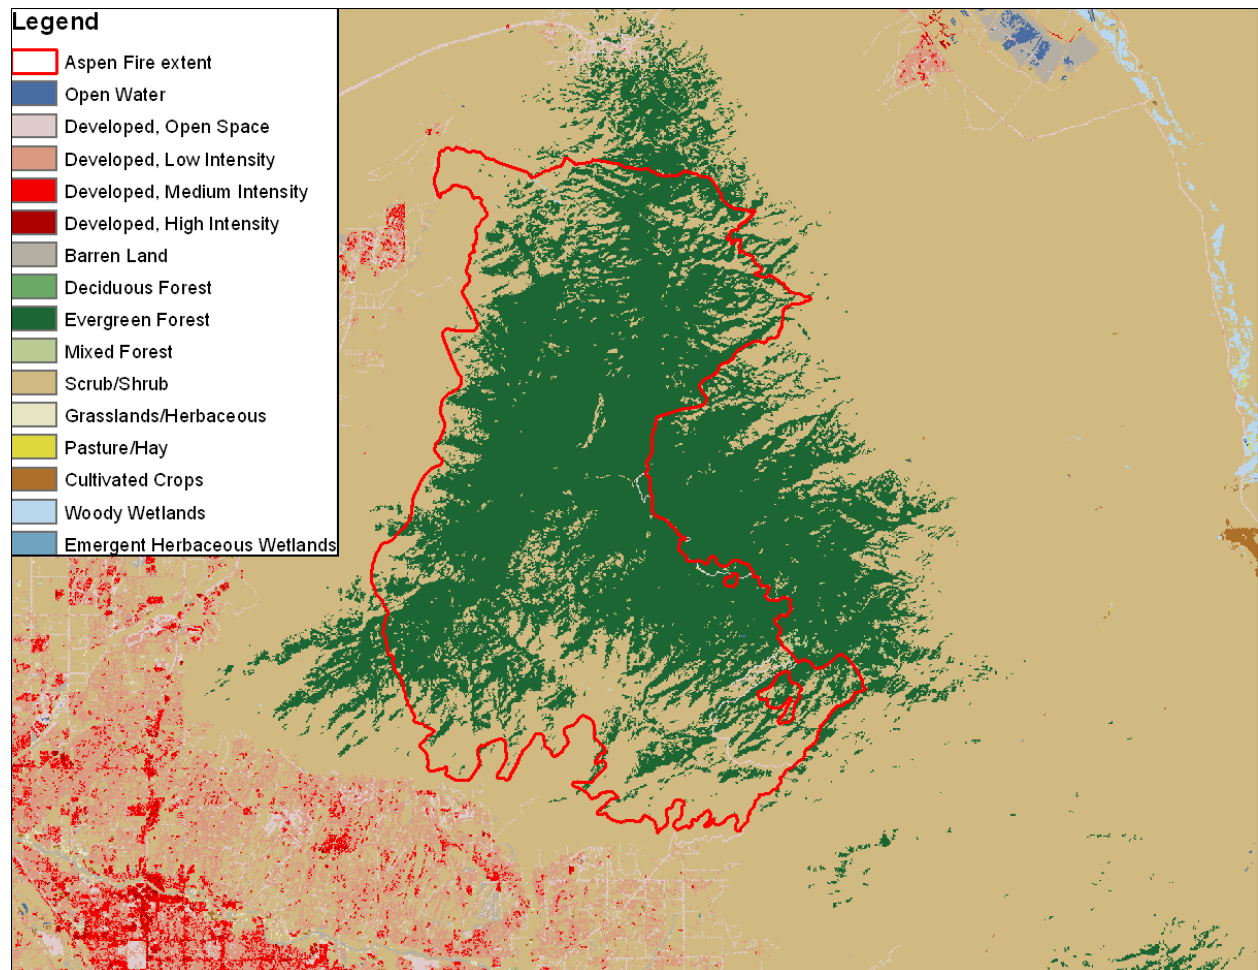 Legend
Aspen Fire extent
Open Water
Developed, Open Space
Developed, Low Intensity
Developed, Medium Intensity
Developed, High Intensity
Barren Land
Deciduous Forest
Evergreen Forest
Mixed Forest
Scrub/Shrub
Grasslands/Herbaceous
Pasture/Hay
Cultivated Crops
Woody Wetlands
Emergent Herbaceous Wetlands